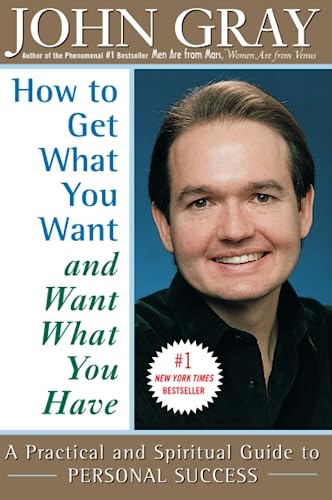 JOHN GRAY
Author of the Phenomenal #1 Bestseller Men Are from Mars, Women Are from Venus
How to
Get
What
You
Want
and
Want
What
You
Have
#1
NEW YORK TIMES
BESTSELLER
A Practical and Spiritual Guide to
PERSONAL SUCCESS